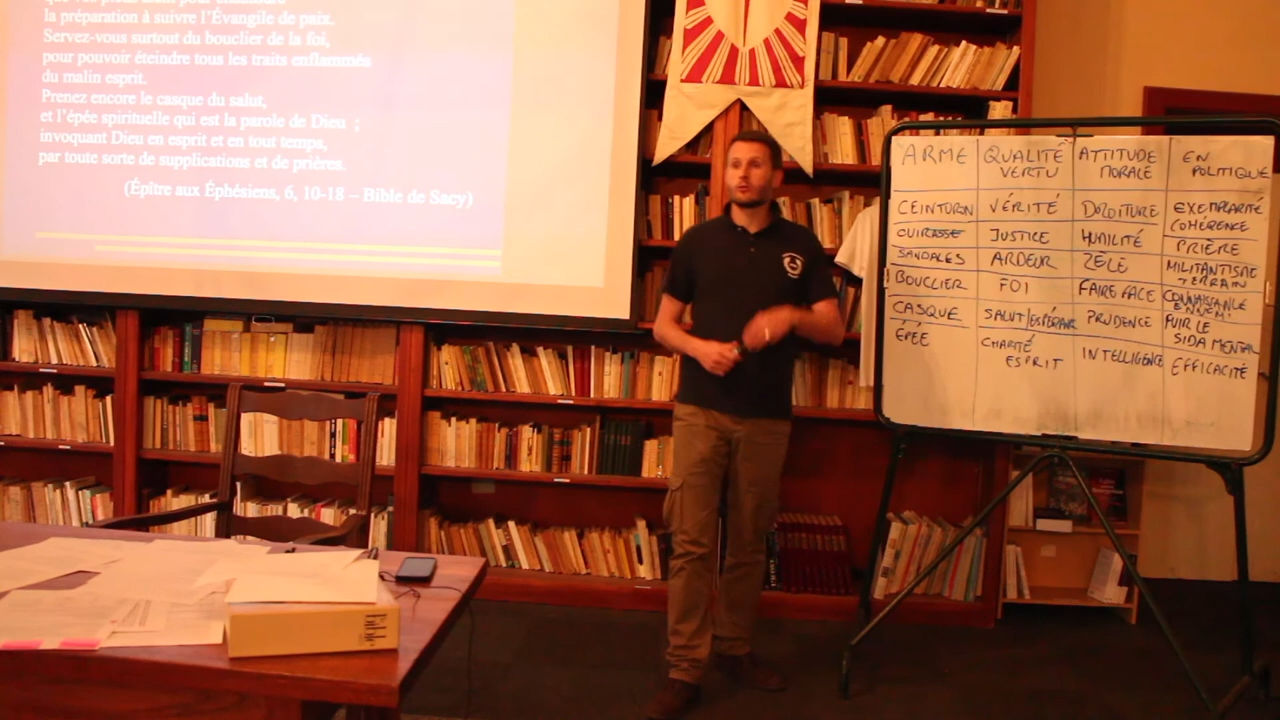 la préparation à suivre l'Évangile de paix.
Servez-vous surtout du bouclier de la foi,
pour pouvoir éteindre tous les traits enflammés
du malin esprit.
Prenez encore le casque du salut,
et l'épée spirituelle qui est la parole de Dieu ;
invoquant Dieu en esprit et en tout temps,
par toute sorte de supplications et de prières.
(Épître aux Éphésiens, 6, 10-18 – Bible de Sacy)
ARME QUALITÉ VERTU ATTITUDE MORALE EN POLITIQUE
CEINTURON VÉRITÉ DROITURE EXEMPLARITÉ COHÉRENCE
CUIRASSE JUSTICE HUMILITÉ PRIÈRE
SANDALES ARDEUR ZÈLE MILITANTISME TERRAIN
BOUCLIER FOI FAIRE FACE CONNAISSANCE ENNEMI
CASQUE SALUT/ESPÉRANCE PRUDENCE FUIR LE SIDA MENTAL
ÉPÉE CHARITÉ ESPRIT INTELLIGENCE EFFICACITÉ
Bible